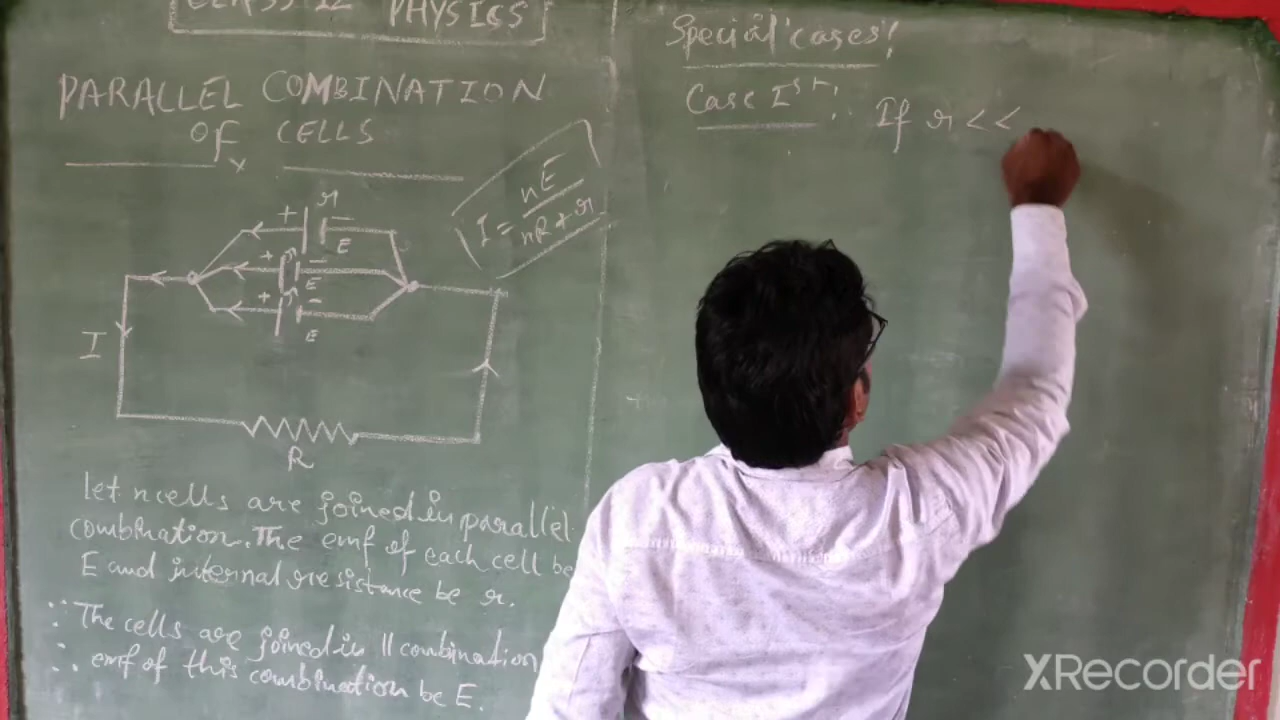 CLASS 12 PHYSICS
PARALLEL COMBINATION
OF CELLS
x
I = nE / nR + r
+ r −
E
+ r −
E
+ r −
E
I
R
let n cells are joined in parallel
combination. The emf of each cell be
E and internal resistance be r.
∵ The cells are joined in || combination
∴ emf of this combination be E.
Special cases:
Case Ist: If r <<
XRecorder